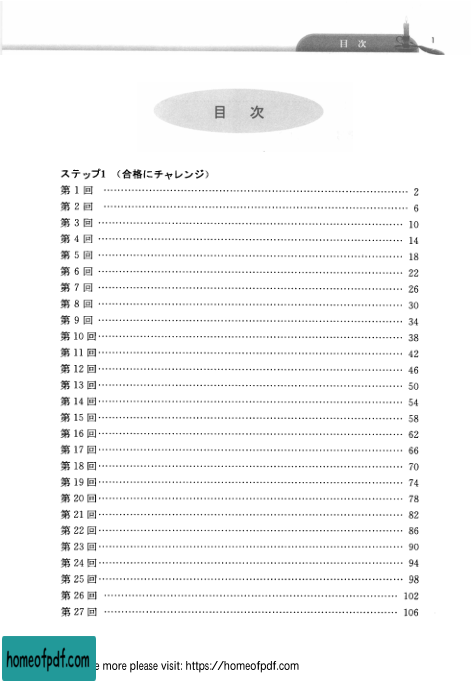 目 次
1
目 次
ステップ1 （合格にチャレンジ）
第 1 回 …… 2
第 2 回 …… 6
第 3 回 …… 10
第 4 回 …… 14
第 5 回 …… 18
第 6 回 …… 22
第 7 回 …… 26
第 8 回 …… 30
第 9 回 …… 34
第 10 回 …… 38
第 11 回 …… 42
第 12 回 …… 46
第 13 回 …… 50
第 14 回 …… 54
第 15 回 …… 58
第 16 回 …… 62
第 17 回 …… 66
第 18 回 …… 70
第 19 回 …… 74
第 20 回 …… 78
第 21 回 …… 82
第 22 回 …… 86
第 23 回 …… 90
第 24 回 …… 94
第 25 回 …… 98
第 26 回 …… 102
第 27 回 …… 106
homeofpdf.com
e more please visit: https://homeofpdf.com